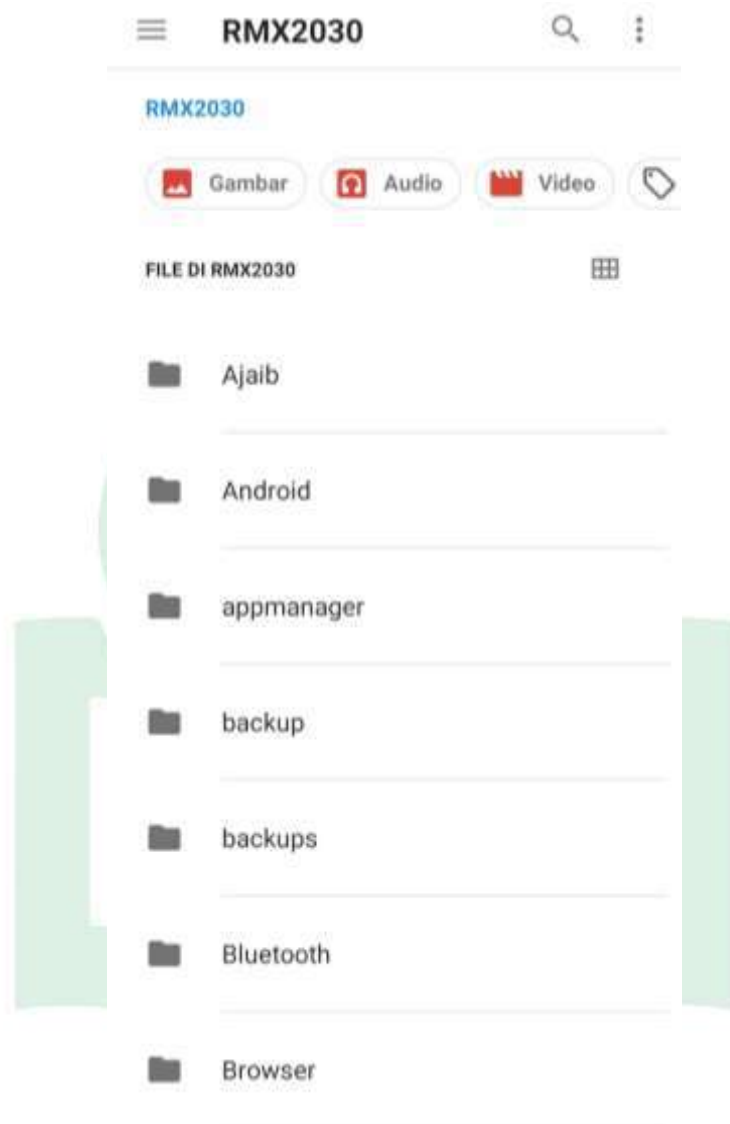 RMX2030
RMX2030
Gambar Audio Video
FILE DI RMX2030
Ajaib
Android
appmanager
backup
backups
Bluetooth
Browser